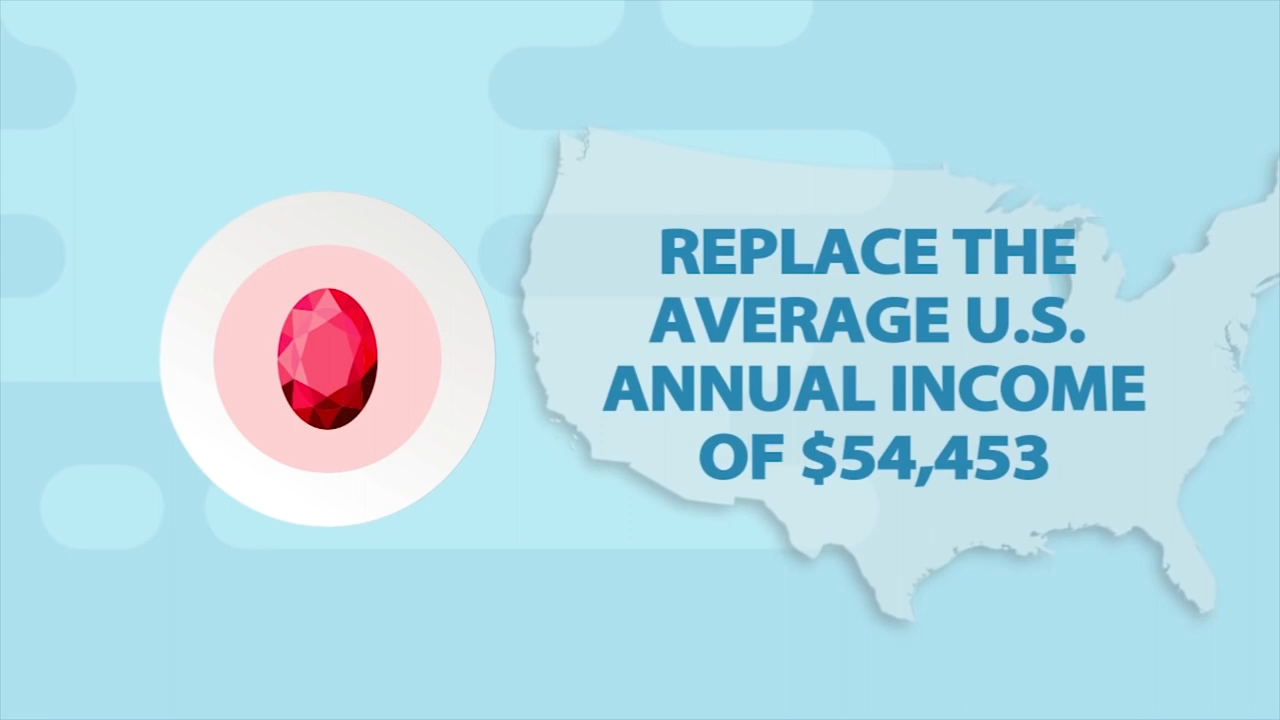 REPLACE THE
AVERAGE U.S.
ANNUAL INCOME
OF $54,453